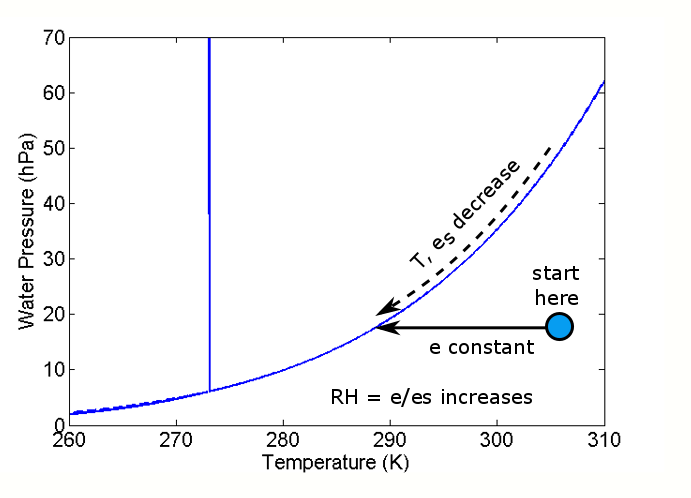 70
60
50
40
30
20
10
0
Water Pressure (hPa)
T, es decrease
start
here
e constant
RH = e/es increases
260
270
280
290
300
310
Temperature (K)